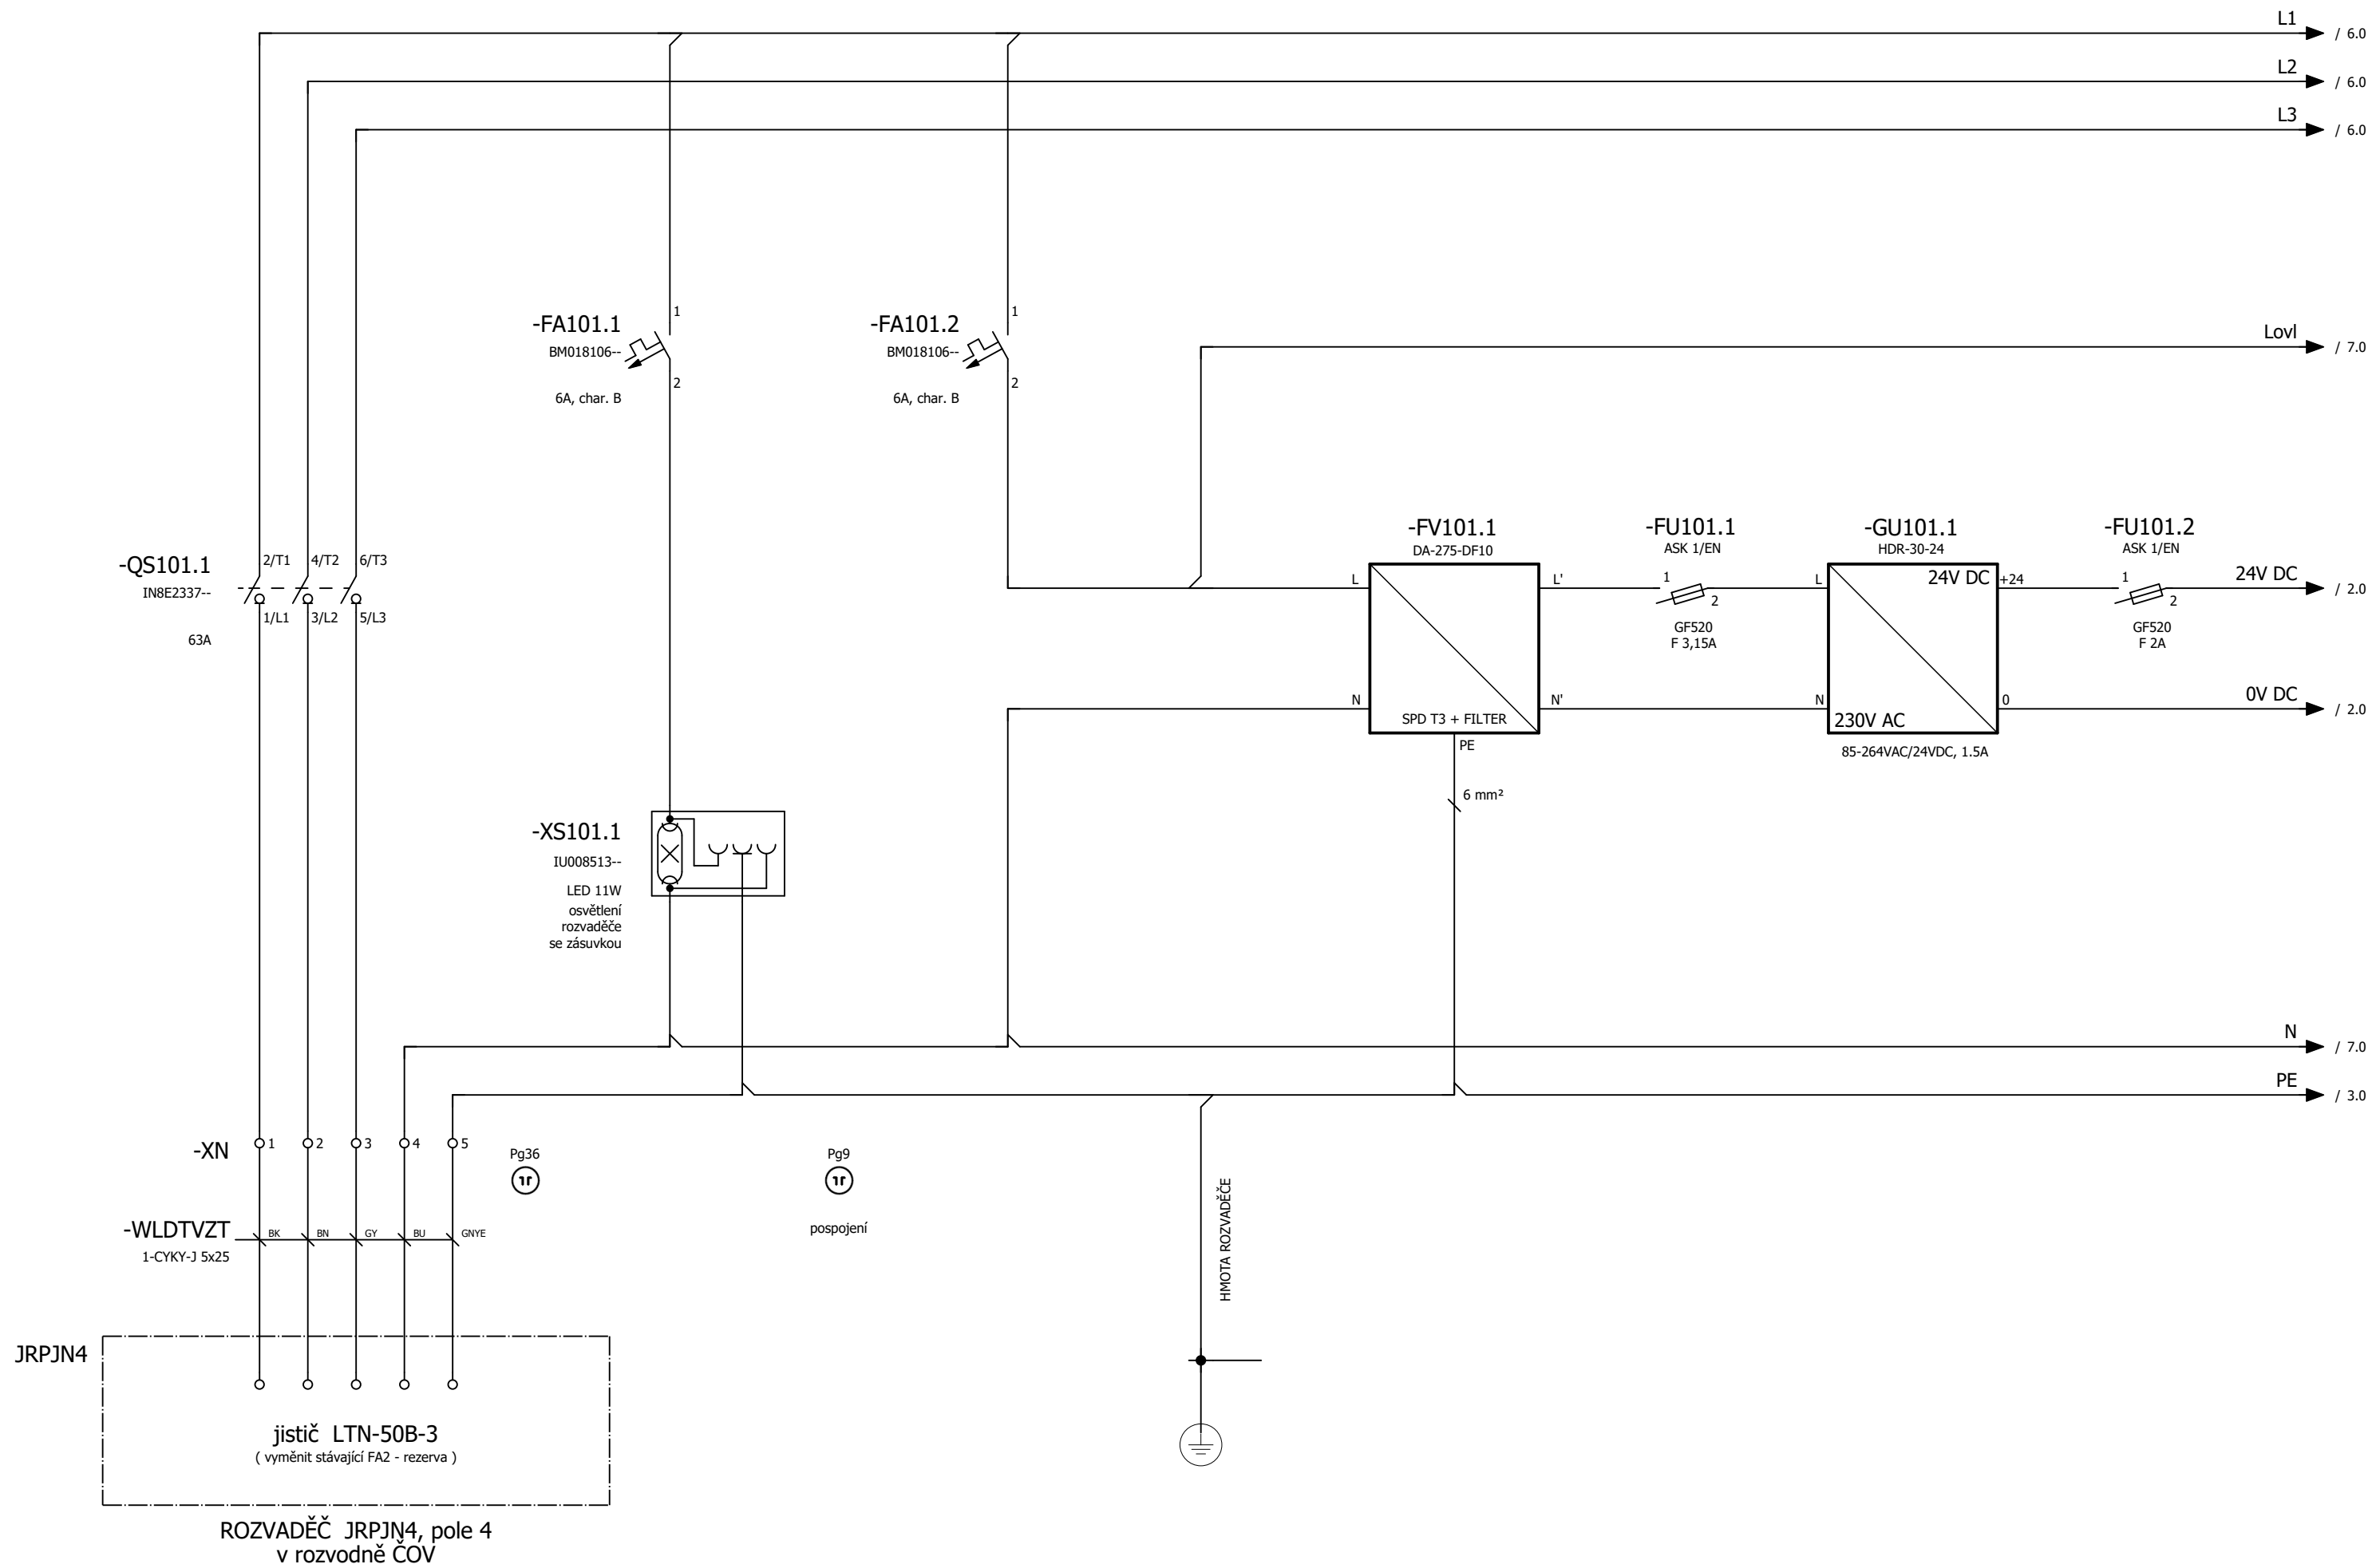 L1
/ 6.0
L2
/ 6.0
L3
/ 6.0
-FA101.1
BM018106--
6A, char. B
1
2
-FA101.2
BM018106--
6A, char. B
1
2
Lovl
/ 7.0
-QS101.1
IN8E2337--
63A
2/T1
4/T2
6/T3
1/L1
3/L2
5/L3
-FV101.1
DA-275-DF10
L
N
L'
N'
SPD T3 + FILTER
PE
6 mm²
-FU101.1
ASK 1/EN
1
2
GF520
F 3,15A
-GU101.1
HDR-30-24
L
N
24V DC
230V AC
+24
0
85-264VAC/24VDC, 1.5A
-FU101.2
ASK 1/EN
1
2
GF520
F 2A
24V DC
/ 2.0
0V DC
/ 2.0
-XS101.1
IU008513--
LED 11W
osvětlení
rozvaděče
se zásuvkou
N
/ 7.0
PE
/ 3.0
-XN
1
2
3
4
5
Pg36
Pg9
pospojení
HMOTA ROZVADĚČE
-WLDTVZT
1-CYKY-J 5x25
BK
BN
GY
BU
GNYE
JRPJN4
jistič LTN-50B-3
( vyměnit stávající FA2 - rezerva )
ROZVADĚČ JRPJN4, pole 4
v rozvodně ČOV